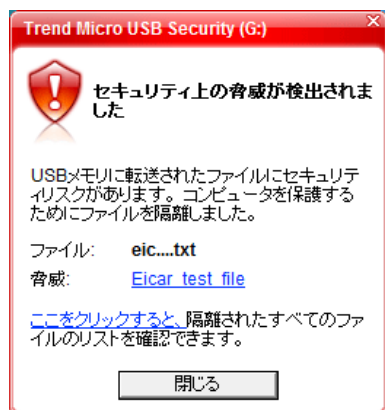 Trend Micro USB Security (G:)
セキュリティ上の脅威が検出されま
した
USBメモリに転送されたファイルにセキュリテ
ィリスクがあります。コンピュータを保護する
ためにファイルを隔離しました。
ファイル: eic....txt
脅威: Eicar_test_file
ここをクリックすると、隔離されたすべてのファ
イルのリストを確認できます。
閉じる